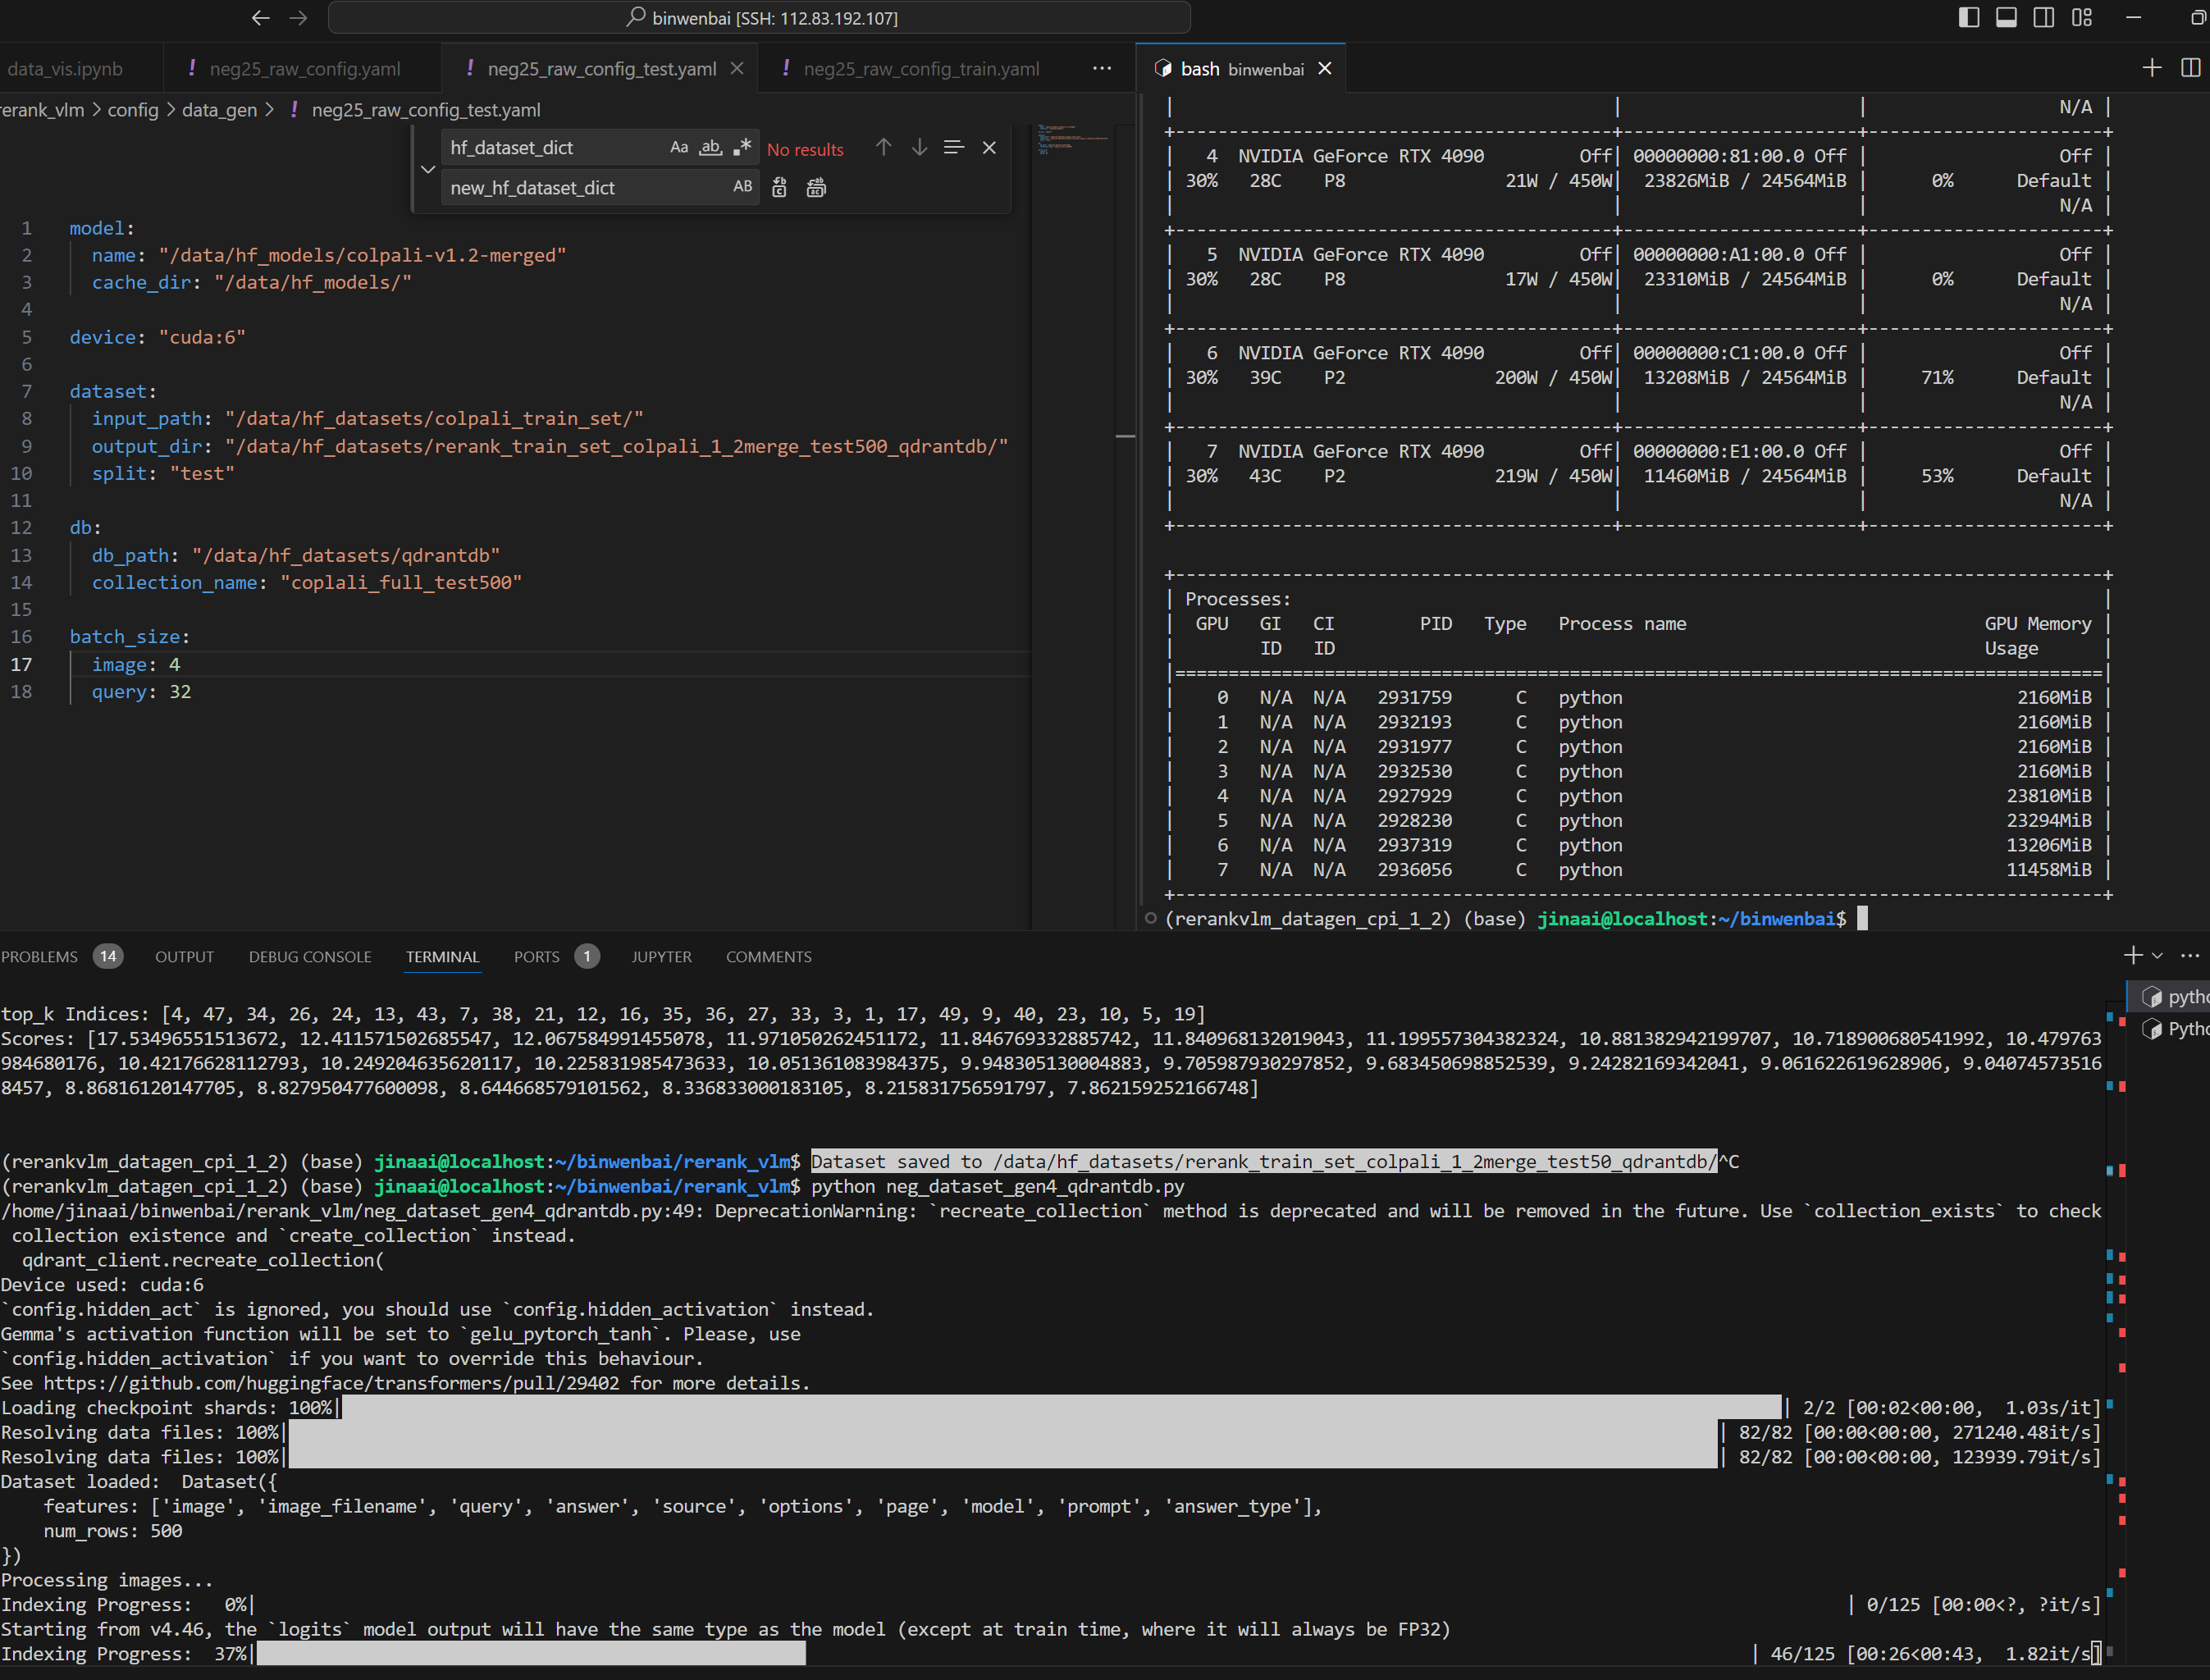 binwenbai [SSH: 112.83.192.107]
data_vis.ipynb
! neg25_raw_config.yaml
! neg25_raw_config_test.yaml
! neg25_raw_config_train.yaml
...
rerank_vlm > config > data_gen > ! neg25_raw_config_test.yaml
hf_dataset_dict Aa ab .* No results
new_hf_dataset_dict AB
1 model:
2 name: "/data/hf_models/colpali-v1.2-merged"
3 cache_dir: "/data/hf_models/"
4
5 device: "cuda:6"
6
7 dataset:
8 input_path: "/data/hf_datasets/colpali_train_set/"
9 output_dir: "/data/hf_datasets/rerank_train_set_colpali_1_2merge_test500_qdrantdb/"
10 split: "test"
11
12 db:
13 db_path: "/data/hf_datasets/qdrantdb"
14 collection_name: "coplali_full_test500"
15
16 batch_size:
17 image: 4
18 query: 32
bash binwenbai
| | | N/A |
+-----------------------------------------+----------------------+----------------------+
| 4 NVIDIA GeForce RTX 4090 Off| 00000000:81:00.0 Off | Off |
| 30% 28C P8 21W / 450W| 23826MiB / 24564MiB | 0% Default |
| | | N/A |
+-----------------------------------------+----------------------+----------------------+
| 5 NVIDIA GeForce RTX 4090 Off| 00000000:A1:00.0 Off | Off |
| 30% 28C P8 17W / 450W| 23310MiB / 24564MiB | 0% Default |
| | | N/A |
+-----------------------------------------+----------------------+----------------------+
| 6 NVIDIA GeForce RTX 4090 Off| 00000000:C1:00.0 Off | Off |
| 30% 39C P2 200W / 450W| 13208MiB / 24564MiB | 71% Default |
| | | N/A |
+-----------------------------------------+----------------------+----------------------+
| 7 NVIDIA GeForce RTX 4090 Off| 00000000:E1:00.0 Off | Off |
| 30% 43C P2 219W / 450W| 11460MiB / 24564MiB | 53% Default |
| | | N/A |
+-----------------------------------------+----------------------+----------------------+
+---------------------------------------------------------------------------------------+
| Processes: |
| GPU GI CI PID Type Process name GPU Memory |
| ID ID Usage |
|=======================================================================================|
| 0 N/A N/A 2931759 C python 2160MiB |
| 1 N/A N/A 2932193 C python 2160MiB |
| 2 N/A N/A 2931977 C python 2160MiB |
| 3 N/A N/A 2932530 C python 2160MiB |
| 4 N/A N/A 2927929 C python 23810MiB |
| 5 N/A N/A 2928230 C python 23294MiB |
| 6 N/A N/A 2937319 C python 13206MiB |
| 7 N/A N/A 2936056 C python 11458MiB |
+---------------------------------------------------------------------------------------+
(rerankvlm_datagen_cpi_1_2) (base) jinaai@localhost:~/binwenbai$
PROBLEMS 14 OUTPUT DEBUG CONSOLE TERMINAL PORTS 1 JUPYTER COMMENTS
top_k Indices: [4, 47, 34, 26, 24, 13, 43, 7, 38, 21, 12, 16, 35, 36, 27, 33, 3, 1, 17, 49, 9, 40, 23, 10, 5, 19]
Scores: [17.53496551513672, 12.411571502685547, 12.067584991455078, 11.971050262451172, 11.846769332885742, 11.840968132019043, 11.199557304382324, 10.881382942199707, 10.718900680541992, 10.479763
984680176, 10.42176628112793, 10.249204635620117, 10.225831985473633, 10.051361083984375, 9.948305130004883, 9.705987930297852, 9.683450698852539, 9.24282169342041, 9.061622619628906, 9.04074573516
8457, 8.86816120147705, 8.827950477600098, 8.644668579101562, 8.336833000183105, 8.215831756591797, 7.862159252166748]
(rerankvlm_datagen_cpi_1_2) (base) jinaai@localhost:~/binwenbai/rerank_vlm$ Dataset saved to /data/hf_datasets/rerank_train_set_colpali_1_2merge_test50_qdrantdb/^C
(rerankvlm_datagen_cpi_1_2) (base) jinaai@localhost:~/binwenbai/rerank_vlm$ python neg_dataset_gen4_qdrantdb.py
/home/jinaai/binwenbai/rerank_vlm/neg_dataset_gen4_qdrantdb.py:49: DeprecationWarning: `recreate_collection` method is deprecated and will be removed in the future. Use `collection_exists` to check
collection existence and `create_collection` instead.
qdrant_client.recreate_collection(
Device used: cuda:6
`config.hidden_act` is ignored, you should use `config.hidden_activation` instead.
Gemma's activation function will be set to `gelu_pytorch_tanh`. Please, use
`config.hidden_activation` if you want to override this behaviour.
See https://github.com/huggingface/transformers/pull/29402 for more details.
Loading checkpoint shards: 100%| | 2/2 [00:02<00:00, 1.03s/it]
Resolving data files: 100%| | 82/82 [00:00<00:00, 271240.48it/s]
Resolving data files: 100%| | 82/82 [00:00<00:00, 123939.79it/s]
Dataset loaded: Dataset({
features: ['image', 'image_filename', 'query', 'answer', 'source', 'options', 'page', 'model', 'prompt', 'answer_type'],
num_rows: 500
})
Processing images...
Indexing Progress: 0%| | 0/125 [00:00<?, ?it/s]
Starting from v4.46, the `logits` model output will have the same type as the model (except at train time, where it will always be FP32)
Indexing Progress: 37%| | 46/125 [00:26<00:43, 1.82it/s]
pytho
Pytho